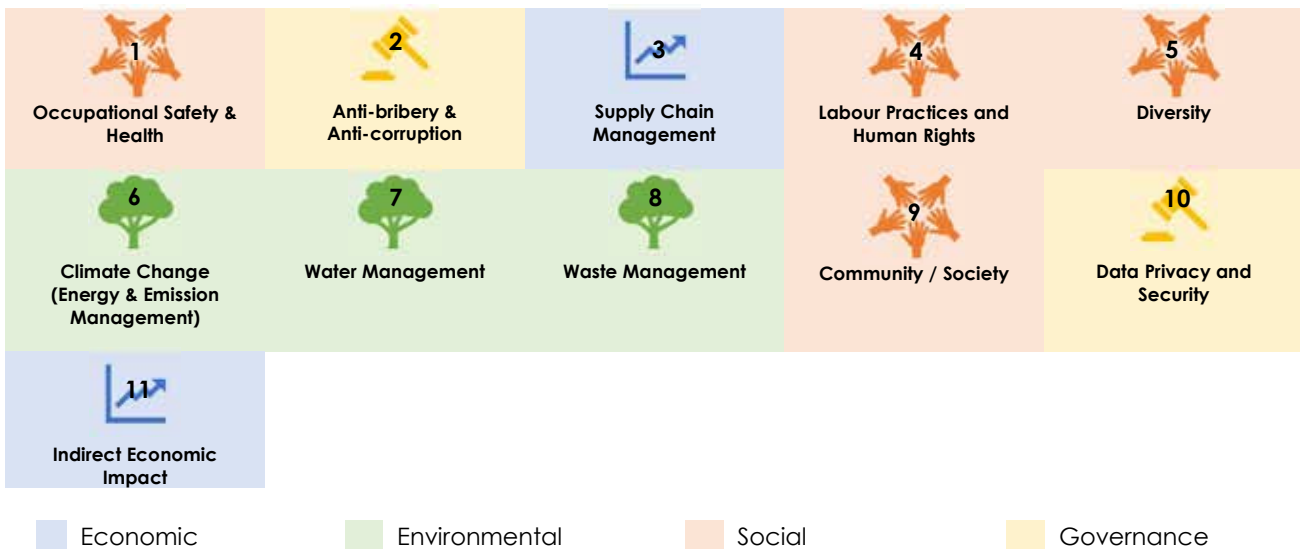 1
Occupational Safety &
Health
2
Anti-bribery &
Anti-corruption
3
Supply Chain
Management
4
Labour Practices and
Human Rights
5
Diversity
6
Climate Change
(Energy & Emission
Management)
7
Water Management
8
Waste Management
9
Community / Society
10
Data Privacy and
Security
11
Indirect Economic
Impact
Economic
Environmental
Social
Governance